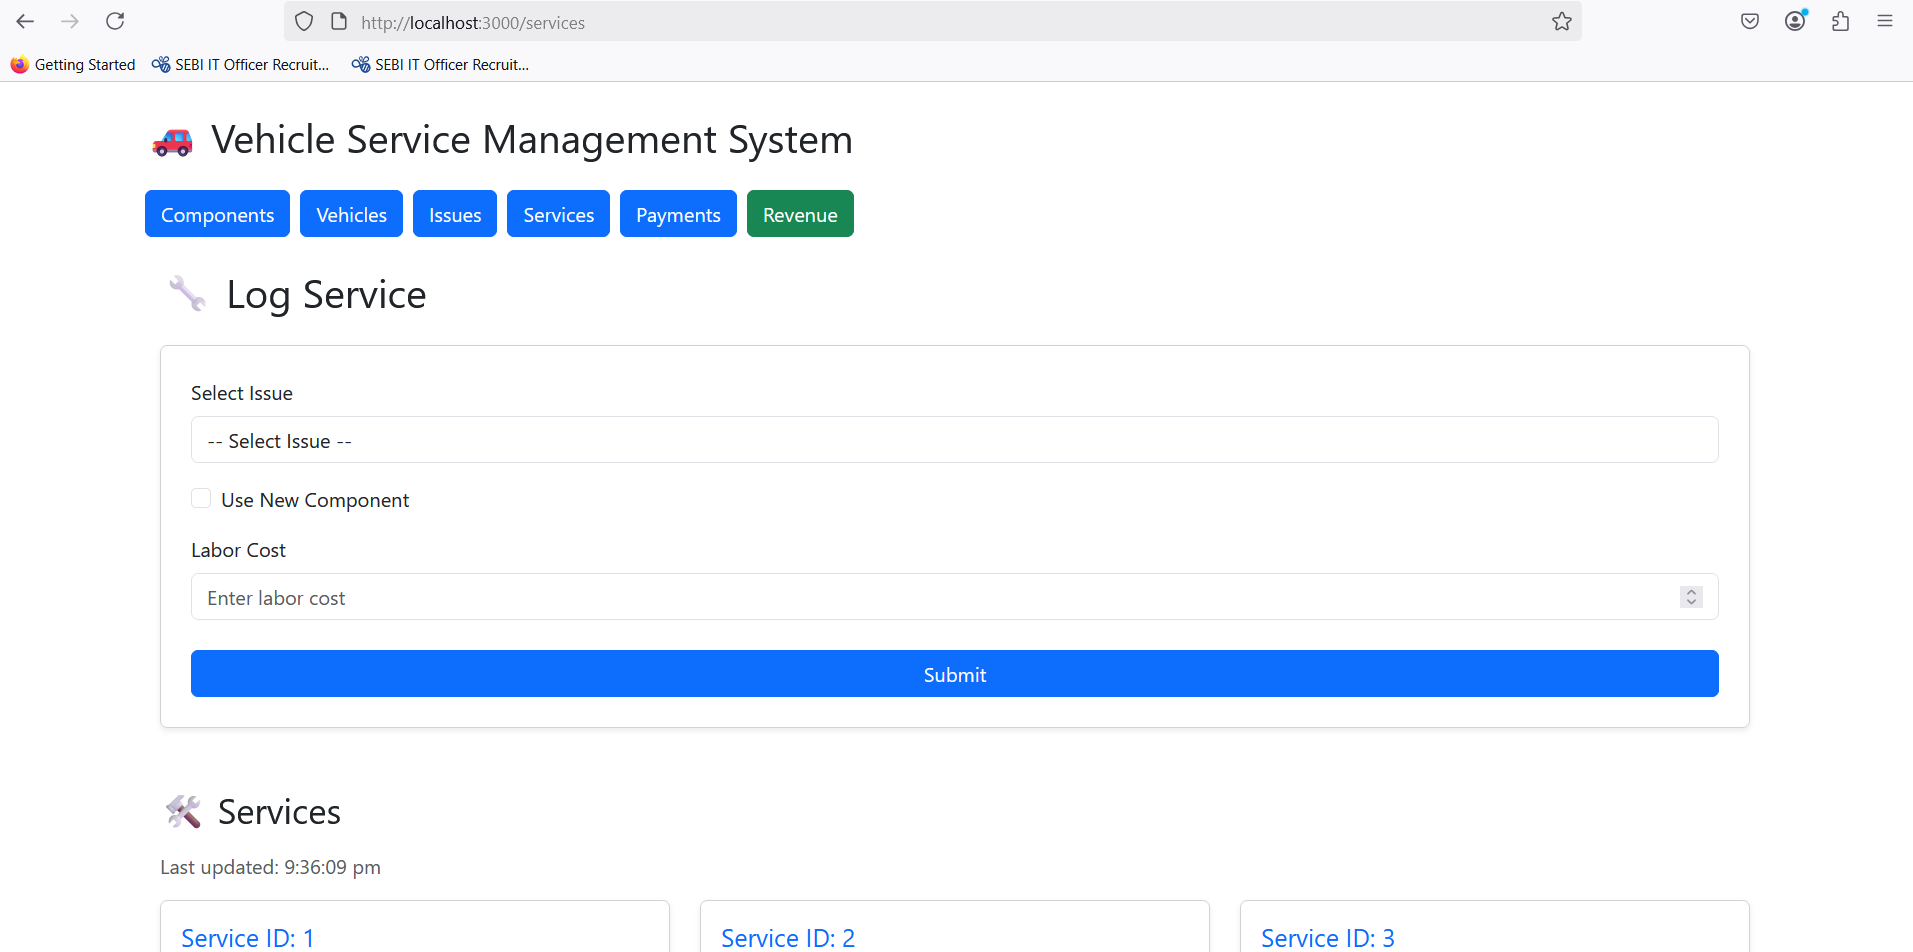 http://localhost:3000/services
Getting Started SEBI IT Officer Recruit... SEBI IT Officer Recruit...
Vehicle Service Management System
Components Vehicles Issues Services Payments Revenue
Log Service
Select Issue
-- Select Issue --
Use New Component
Labor Cost
Enter labor cost
Submit
Services
Last updated: 9:36:09 pm
Service ID: 1 Service ID: 2 Service ID: 3